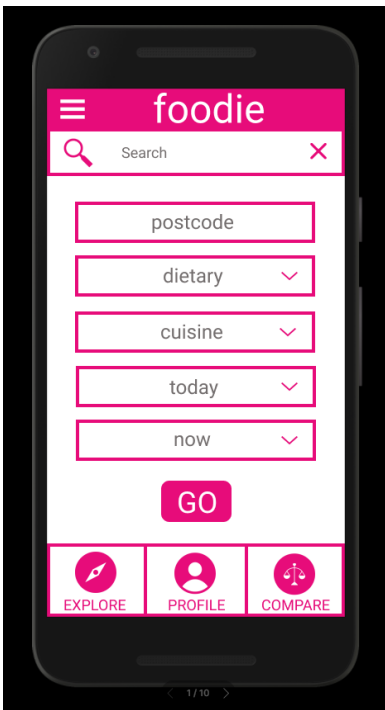 foodie
Search
postcode
dietary
cuisine
today
now
GO
EXPLORE PROFILE COMPARE
1/10